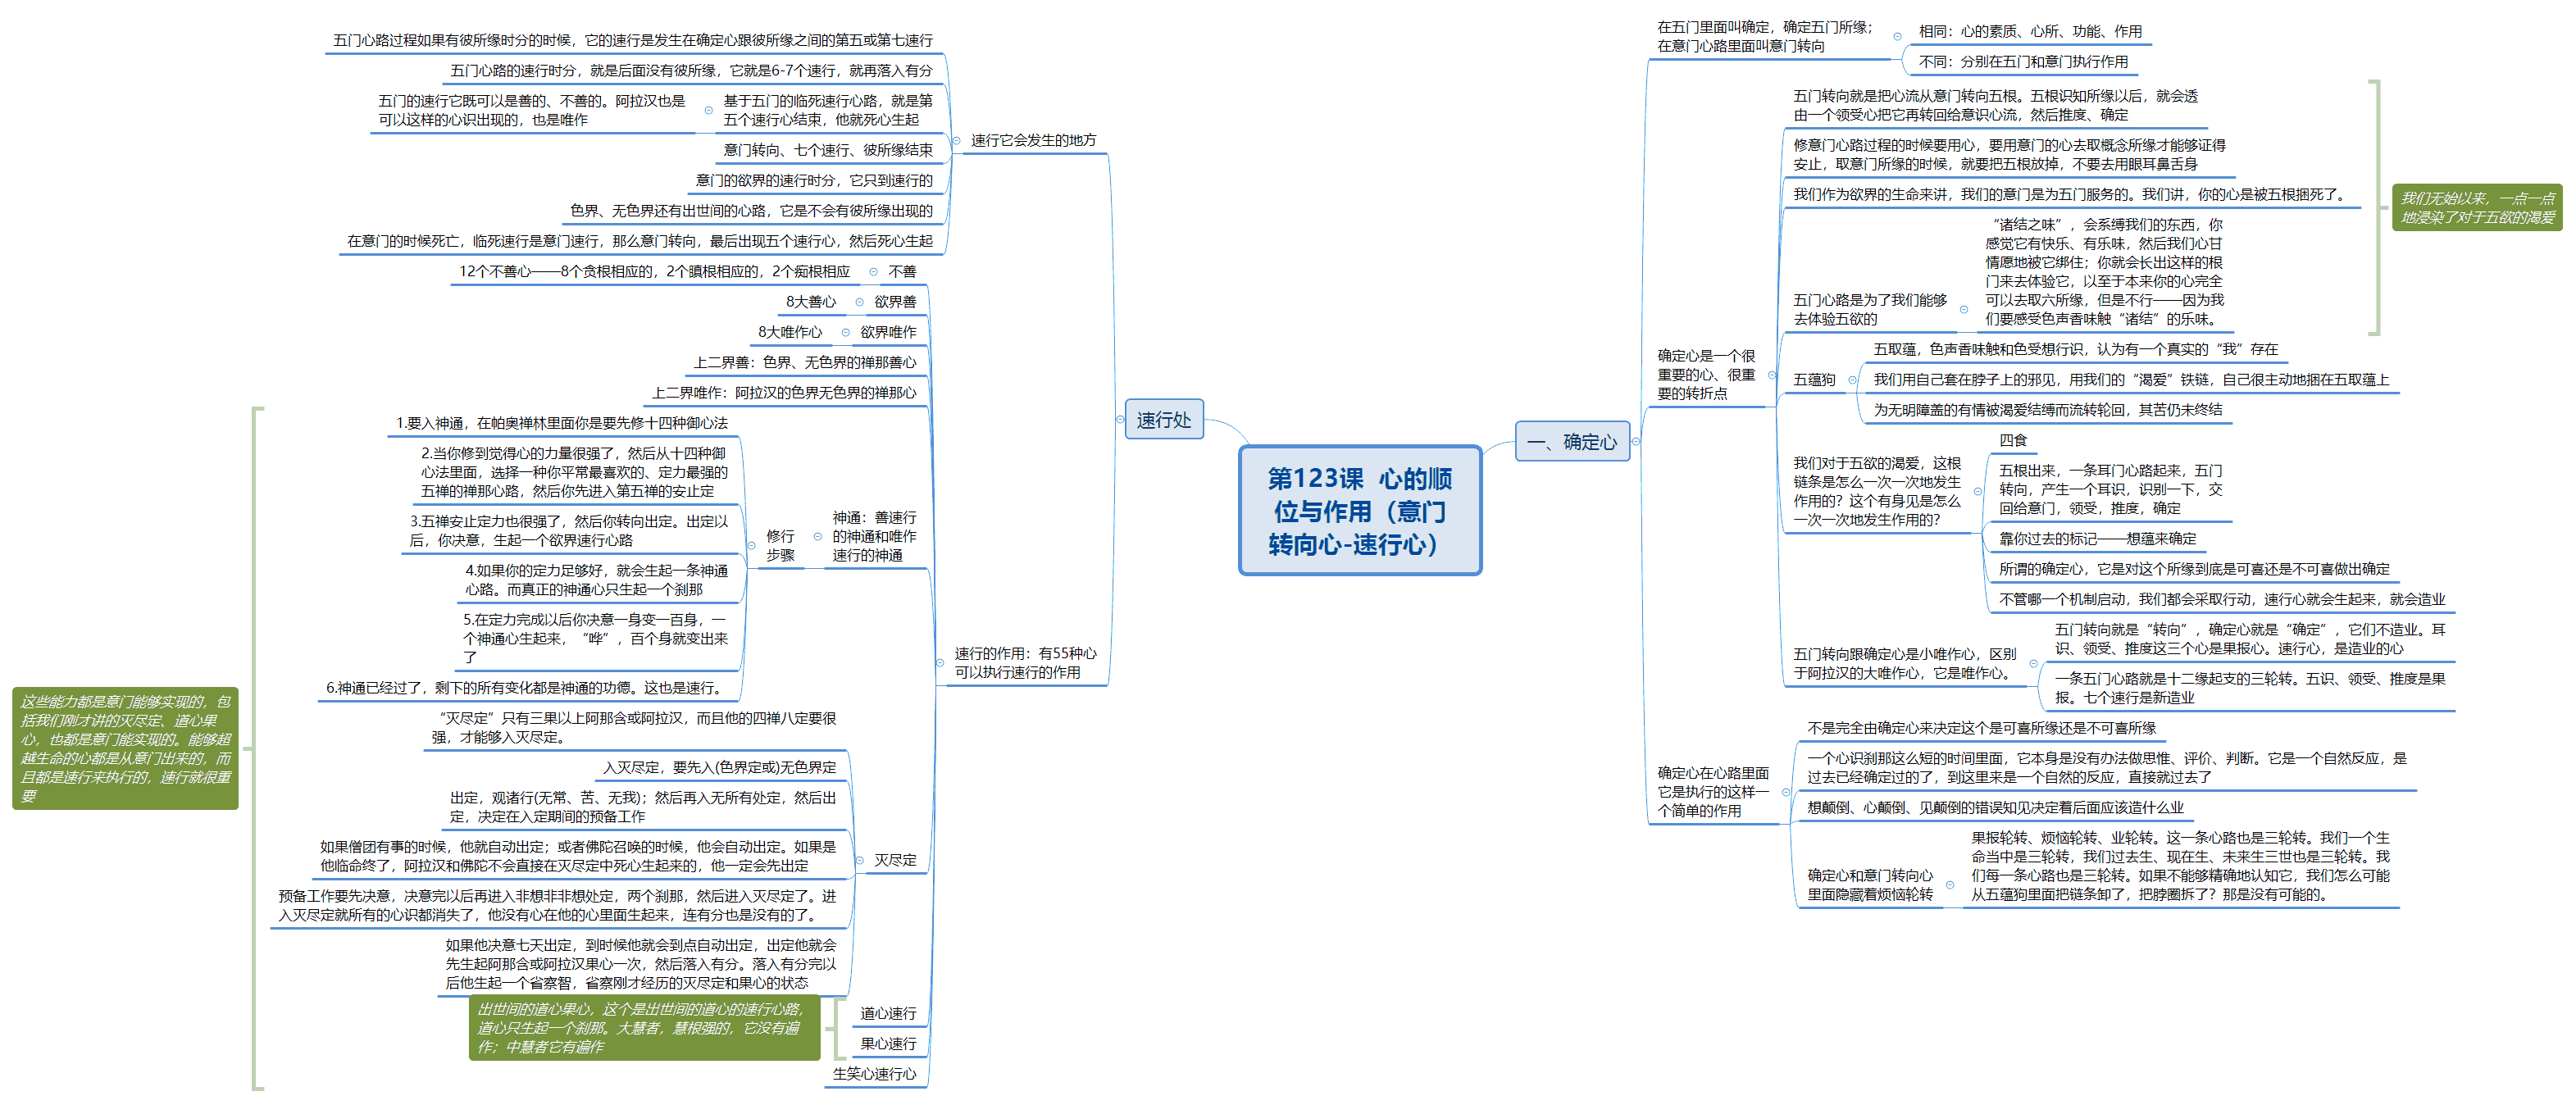 第123课  心的顺
位与作用（意门
转向心-速行心）
一、确定心
在五门里面叫确定，确定五门所缘；
在意门心路里面叫意门转向
相同：心的素质、心所、功能、作用
不同：分别在五门和意门执行作用
确定心是一个很
重要的心、很重
要的转折点
五门转向就是把心流从意门转向五根。五根识知所缘以后，就会透
由一个领受心把它再转回给意识心流，然后推度、确定
修意门心路过程的时候要用心，要用意门的心去取概念所缘才能够证得
安止，取意门所缘的时候，就要把五根放掉，不要去用眼耳鼻舌身
我们作为欲界的生命来讲，我们的意门是为五门服务的。我们讲，你的心是被五根捆死了。
五门心路是为了我们能够
去体验五欲的
“诸结之味”，会系缚我们的东西，你
感觉它有快乐、有乐味，然后我们心甘
情愿地被它绑住；你就会长出这样的根
门来去体验它，以至于本来你的心完全
可以去取六所缘，但是不行——因为我
们要感受色声香味触“诸结”的乐味。
我们无始以来，一点一点
地浸染了对于五欲的渴爱
五蕴狗
五取蕴，色声香味触和色受想行识，认为有一个真实的“我”存在
我们用自己套在脖子上的邪见，用我们的“渴爱”铁链，自己很主动地捆在五取蕴上
为无明障盖的有情被渴爱结缚而流转轮回，其苦仍未终结
我们对于五欲的渴爱，这根
链条是怎么一次一次地发生
作用的？这个有身见是怎么
一次一次地发生作用的？
四食
五根出来，一条耳门心路起来，五门
转向，产生一个耳识，识别一下，交
回给意门，领受，推度，确定
靠你过去的标记——想蕴来确定
所谓的确定心，它是对这个所缘到底是可喜还是不可喜做出确定
不管哪一个机制启动，我们都会采取行动，速行心就会生起来，就会造业
五门转向跟确定心是小唯作心，区别
于阿拉汉的大唯作心，它是唯作心。
五门转向就是“转向”，确定心就是“确定”，它们不造业。耳
识、领受、推度这三个心是果报心。速行心，是造业的心
一条五门心路就是十二缘起支的三轮转。五识、领受、推度是果
报。七个速行是新造业
确定心在心路里面
它是执行的这样一
个简单的作用
不是完全由确定心来决定这个是可喜所缘还是不可喜所缘
一个心识刹那这么短的时间里面，它本身是没有办法做思惟、评价、判断。它是一个自然反应，是
过去已经确定过的了，到这里来是一个自然的反应，直接就过去了
想颠倒、心颠倒、见颠倒的错误知见决定着后面应该造什么业
确定心和意门转向心
里面隐藏着烦恼轮转
果报轮转、烦恼轮转、业轮转。这一条心路也是三轮转。我们一个生
命当中是三轮转，我们过去生、现在生、未来生三世也是三轮转。我
们每一条心路也是三轮转。如果不能够精确地认知它，我们怎么可能
从五蕴狗里面把链条卸了，把脖圈拆了？那是没有可能的。
速行处
速行它会发生的地方
五门心路过程如果有彼所缘时分的时候，它的速行是发生在确定心跟彼所缘之间的第五或第七速行
五门心路的速行时分，就是后面没有彼所缘，它就是6-7个速行，就再落入有分
基于五门的临死速行心路，就是第
五个速行心结束，他就死心生起
五门的速行它既可以是善的、不善的。阿拉汉也是
可以这样的心识出现的，也是唯作
意门转向、七个速行、彼所缘结束
意门的欲界的速行时分，它只到速行的
色界、无色界还有出世间的心路，它是不会有彼所缘出现的
在意门的时候死亡，临死速行是意门速行，那么意门转向，最后出现五个速行心，然后死心生起
速行的作用：有55种心
可以执行速行的作用
不善
12个不善心——8个贪根相应的，2个瞋根相应的，2个痴根相应
欲界善
8大善心
欲界唯作
8大唯作心
上二界善：色界、无色界的禅那善心
上二界唯作：阿拉汉的色界无色界的禅那心
神通：善速行
的神通和唯作
速行的神通
修行
步骤
1.要入神通，在帕奥禅林里面你是要先修十四种御心法
2.当你修到觉得心的力量很强了，然后从十四种御
心法里面，选择一种你平常最喜欢的、定力最强的
五禅的禅那心路，然后你先进入第五禅的安止定
3.五禅安止定力也很强了，然后你转向出定。出定以
后，你决意，生起一个欲界速行心路
4.如果你的定力足够好，就会生起一条神通
心路。而真正的神通心只生起一个刹那
5.在定力完成以后你决意一身变一百身，一
个神通心生起来，“哗”，百个身就变出来
了
6.神通已经过了，剩下的所有变化都是神通的功德。这也是速行。
灭尽定
“灭尽定”只有三果以上阿那含或阿拉汉，而且他的四禅八定要很
强，才能够入灭尽定。
入灭尽定，要先入(色界定或)无色界定
出定，观诸行(无常、苦、无我)；然后再入无所有处定，然后出
定，决定在入定期间的预备工作
如果僧团有事的时候，他就自动出定；或者佛陀召唤的时候，他会自动出定。如果是
他临命终了，阿拉汉和佛陀不会直接在灭尽定中死心生起来的，他一定会先出定
预备工作要先决意，决意完以后再进入非想非非想处定，两个刹那，然后进入灭尽定了。进
入灭尽定就所有的心识都消失了，他没有心在他的心里面生起来，连有分也是没有的了。
如果他决意七天出定，到时候他就会到点自动出定，出定他就会
先生起阿那含或阿拉汉果心一次，然后落入有分。落入有分完以
后他生起一个省察智，省察刚才经历的灭尽定和果心的状态
道心速行
果心速行
出世间的道心果心，这个是出世间的道心的速行心路，
道心只生起一个刹那。大慧者，慧根强的，它没有遍
作；中慧者它有遍作
生笑心速行心
这些能力都是意门能够实现的，包
括我们刚才讲的灭尽定、道心果
心，也都是意门能实现的。能够超
越生命的心都是从意门出来的，而
且都是速行来执行的，速行就很重
要